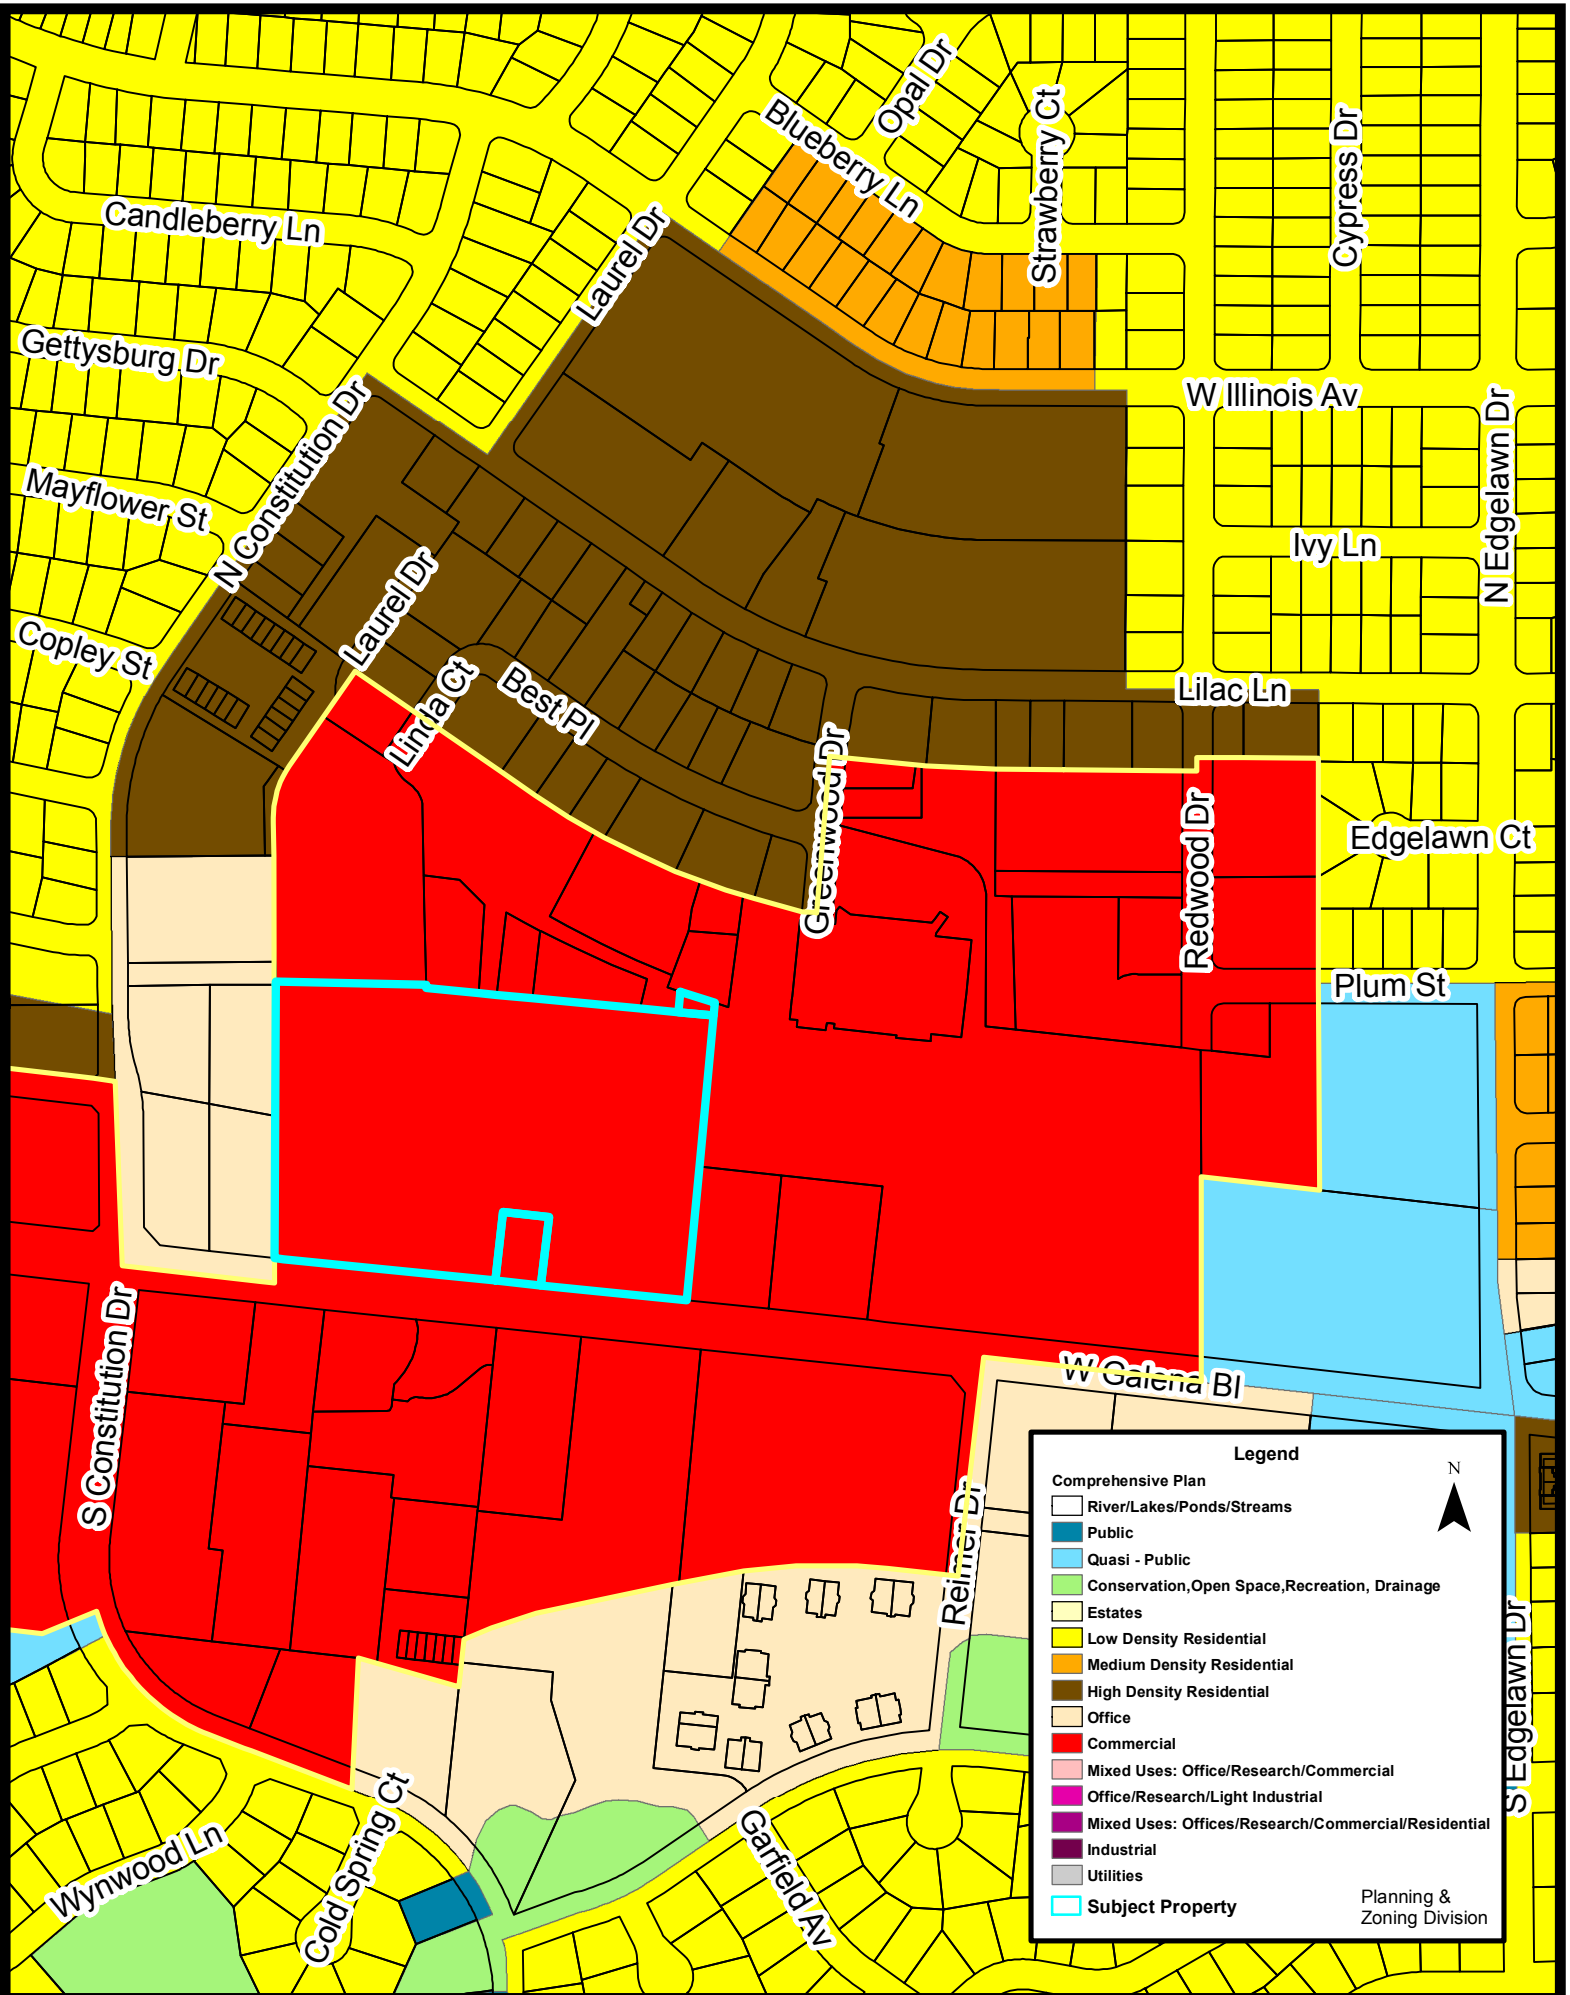 Opal Dr
Blueberry Ln
Strawberry Ct
Cypress Dr
Candleberry Ln
Laurel Dr
Gettysburg Dr
N Constitution Dr
W Illinois Av
N Edgelawn Dr
Mayflower St
Ivy Ln
Laurel Dr
Copley St
Linda Ct
Best Pl
Lilac Ln
Greenwood Dr
Redwood Dr
Edgelawn Ct
Plum St
S Constitution Dr
W Galena Bl
Reimer Dr
S Edgelawn Dr
Wynwood Ln
Cold Spring Ct
Garfield Av
Legend
N
Comprehensive Plan
River/Lakes/Ponds/Streams
Public
Quasi - Public
Conservation,Open Space,Recreation, Drainage
Estates
Low Density Residential
Medium Density Residential
High Density Residential
Office
Commercial
Mixed Uses: Office/Research/Commercial
Office/Research/Light Industrial
Mixed Uses: Offices/Research/Commercial/Residential
Industrial
Utilities
Subject Property
Planning &
Zoning Division